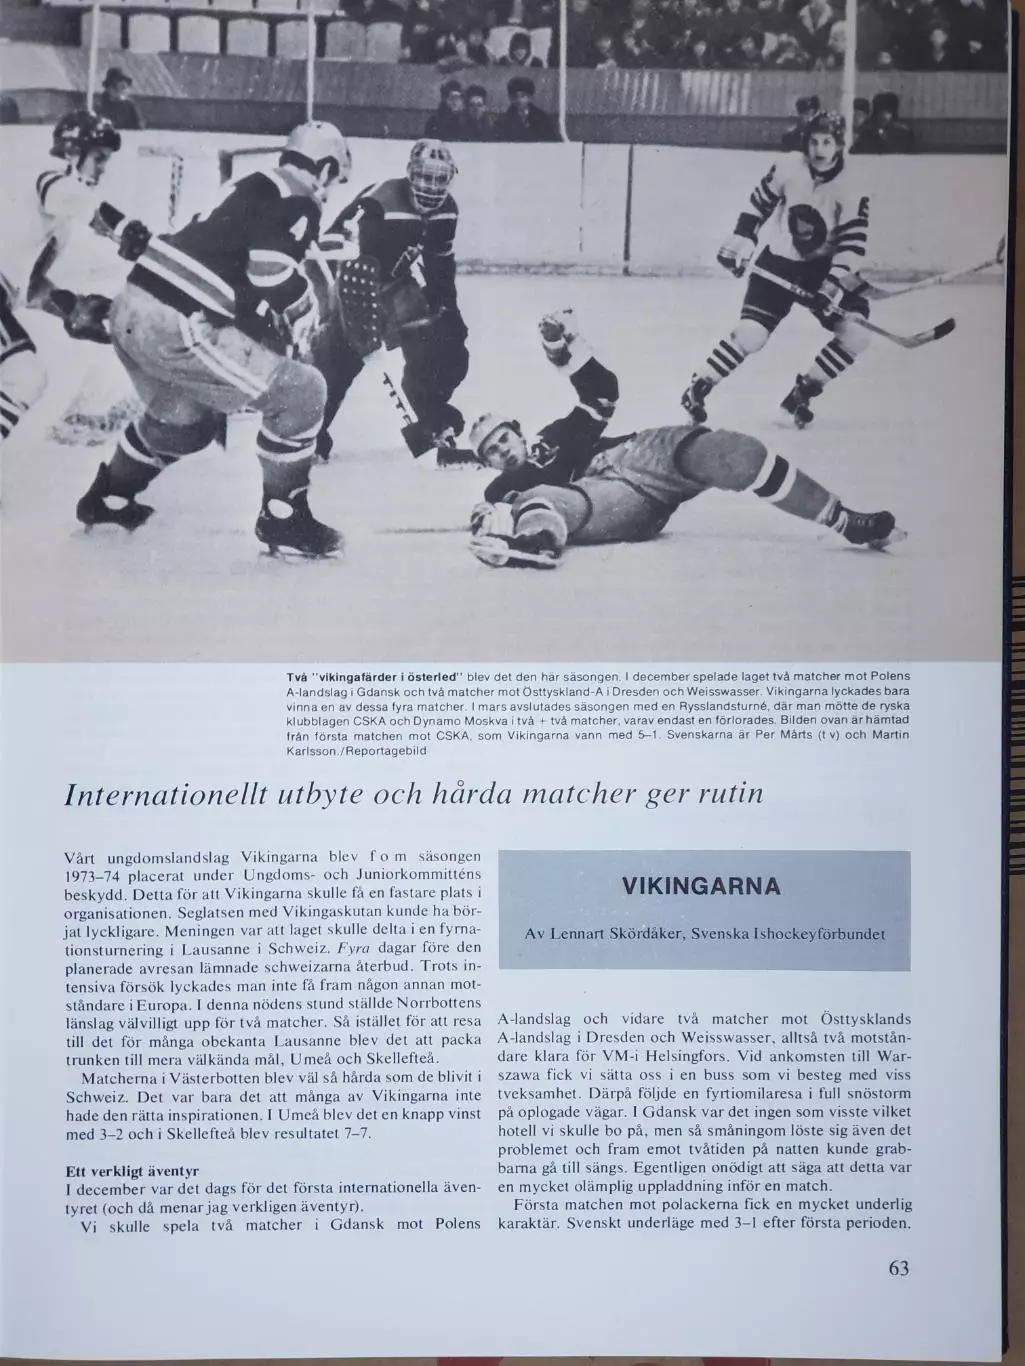 Två "vikingafärder i österled" blev det den här säsongen. I december spelade laget två matcher mot Polens
A-landslag i Gdansk och två matcher mot Östtyskland-A i Dresden och Weisswasser. Vikingarna lyckades bara
vinna en av dessa fyra matcher. I mars avslutades säsongen med en Rysslandsturné, där man mötte de ryska
klubblagen CSKA och Dynamo Moskva i två + två matcher, varav endast en förlorades. Bilden ovan är hämtad
från första matchen mot CSKA, som Vikingarna vann med 5–1. Svenskarna är Per Mårts (t v) och Martin
Karlsson./Reportagebild
Internationellt utbyte och hårda matcher ger rutin
Vårt ungdomslandslag Vikingarna blev f o m säsongen
1973–74 placerat under Ungdoms- och Juniorkommitténs
beskydd. Detta för att Vikingarna skulle få en fastare plats i
organisationen. Seglatsen med Vikingaskutan kunde ha bör-
jat lyckligare. Meningen var att laget skulle delta i en fyrna-
tionsturnering i Lausanne i Schweiz. Fyra dagar före den
planerade avresan lämnade schweizarna återbud. Trots in-
tensiva försök lyckades man inte få fram någon annan mot-
ståndare i Europa. I denna nödens stund ställde Norrbottens
länslag välvilligt upp för två matcher. Så istället för att resa
till det för många obekanta Lausanne blev det att packa
trunken till mera välkända mål, Umeå och Skellefteå.
Matcherna i Västerbotten blev väl så hårda som de blivit i
Schweiz. Det var bara det att många av Vikingarna inte
hade den rätta inspirationen. I Umeå blev det en knapp vinst
med 3–2 och i Skellefteå blev resultatet 7–7.
Ett verkligt äventyr
I december var det dags för det första internationella även-
tyret (och då menar jag verkligen äventyr).
Vi skulle spela två matcher i Gdansk mot Polens
VIKINGARNA
Av Lennart Skördåker, Svenska Ishockeyförbundet
A-landslag och vidare två matcher mot Östtysklands
A-landslag i Dresden och Weisswasser, alltså två motstån-
dare klara för VM-i Helsingfors. Vid ankomsten till War-
szawa fick vi sätta oss i en buss som vi besteg med viss
tveksamhet. Därpå följde en fyrtiomilaresa i full snöstorm
på oplogade vägar. I Gdansk var det ingen som visste vilket
hotell vi skulle bo på, men så småningom löste sig även det
problemet och fram emot tvåtiden på natten kunde grab-
barna gå till sängs. Egentligen onödigt att säga att detta var
en mycket olämplig uppladdning inför en match.
Första matchen mot polackerna fick en mycket underlig
karaktär. Svenskt underläge med 3–1 efter första perioden.
63